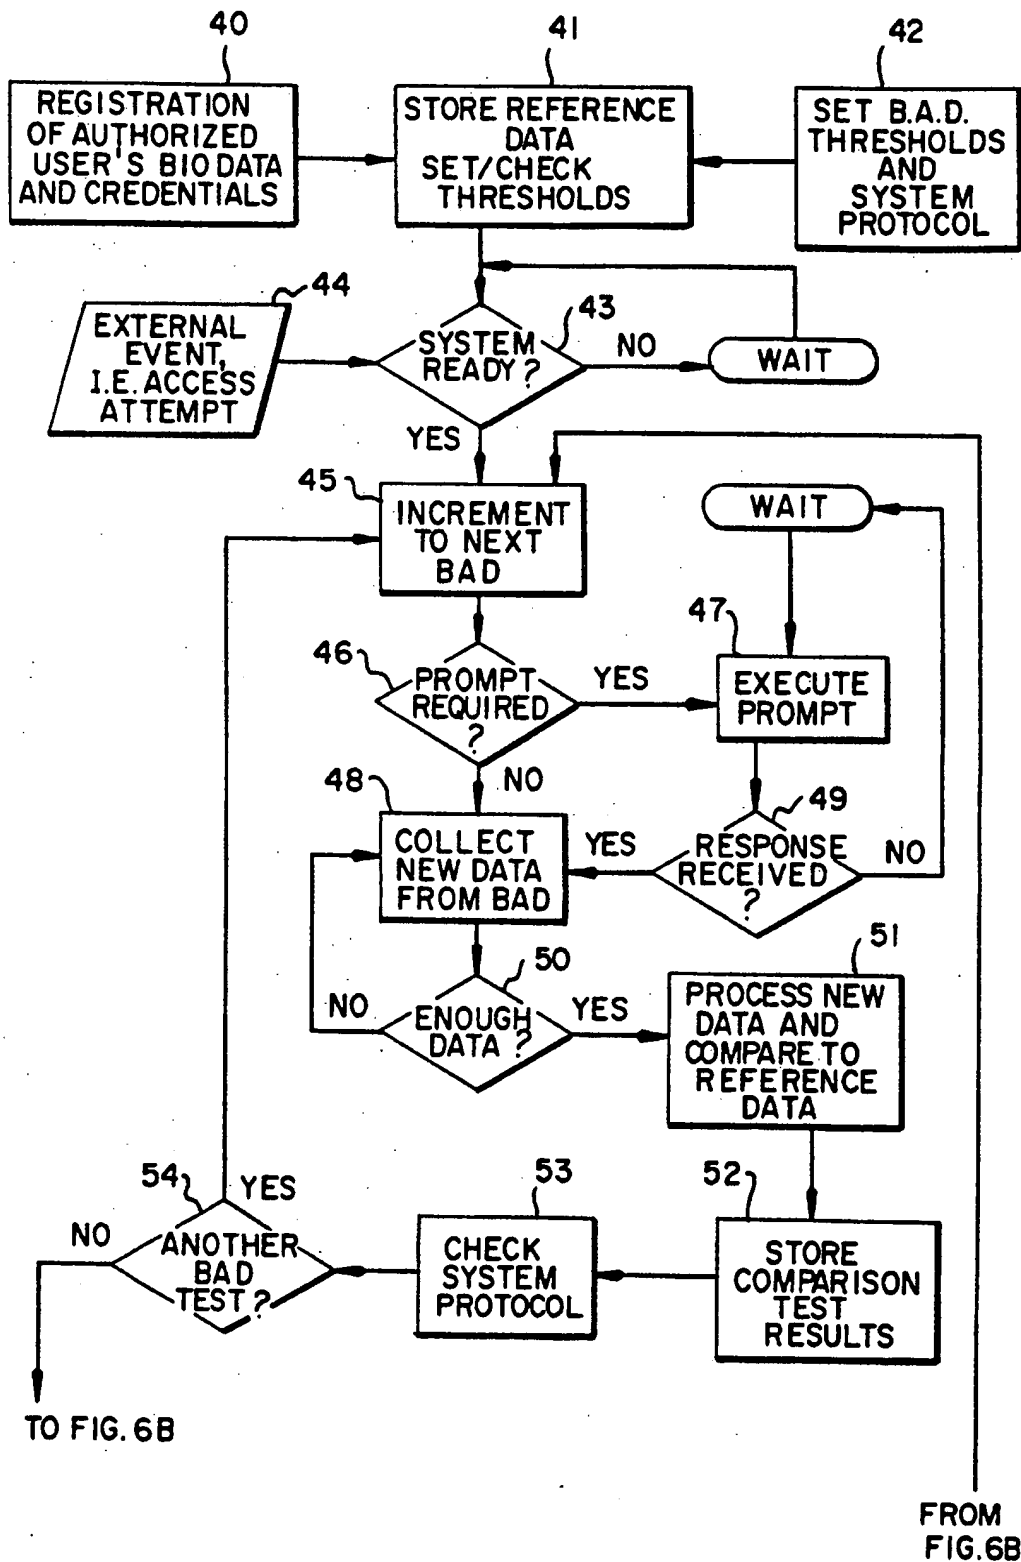 40
41
42
REGISTRATION
OF AUTHORIZED
USER'S BIO DATA
AND CREDENTIALS
STORE REFERENCE
DATA
SET/CHECK
THRESHOLDS
SET B.A.D.
THRESHOLDS
AND
SYSTEM
PROTOCOL
44
EXTERNAL
EVENT,
I.E. ACCESS
ATTEMPT
43
SYSTEM
READY?
NO
WAIT
YES
45
INCREMENT
TO NEXT
BAD
WAIT
46
PROMPT
REQUIRED
?
YES
47
EXECUTE
PROMPT
NO
48
COLLECT
NEW DATA
FROM BAD
YES
49
RESPONSE
RECEIVED
?
NO
50
ENOUGH
DATA?
NO
YES
51
PROCESS NEW
DATA AND
COMPARE TO
REFERENCE
DATA
54
YES
NO
ANOTHER
BAD
TEST?
53
CHECK
SYSTEM
PROTOCOL
52
STORE
COMPARISON
TEST
RESULTS
TO FIG. 6B
FROM
FIG. 6B